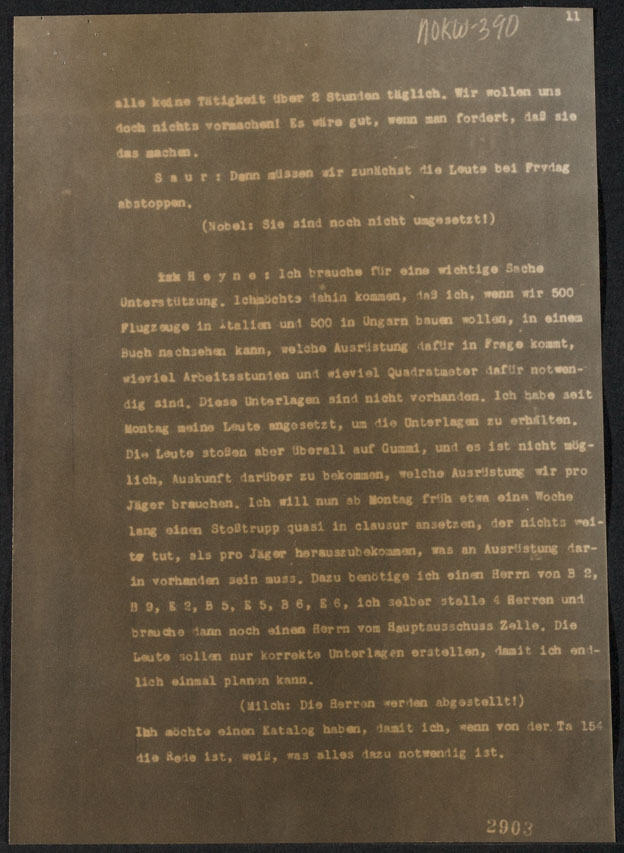 NOKW-390
11
alle keine Tätigkeit über 2 Stunden täglich. Wir wollen uns
doch nichts vormachen! Es wäre gut, wenn man fordert, daß sie
das machen.
S a u r : Dann müssen wir zunächst die Leute bei Frydag
abstoppen.
(Nobel: Sie sind noch nicht umgesetzt!)
H e y n e : Ich brauche für eine wichtige Sache
Unterstützung. Ichmöchte dahin kommen, daß ich, wenn wir 500
Flugzeuge in Italien und 500 in Ungarn bauen wollen, in einem
Buch nachsehen kann, welche Ausrüstung dafür in Frage kommt,
wieviel Arbeitsstunden und wieviel Quadratmeter dafür notwen-
dig sind. Diese Unterlagen sind nicht vorhanden. Ich habe seit
Montag meine Leute angesetzt, um die Unterlagen zu erhalten.
Die Leute stoßen aber überall auf Gummi, und es ist nicht mög-
lich, Auskunft darüber zu bekommen, welche Ausrüstung wir pro
Jäger brauchen. Ich will nun ab Montag früh etwa eine Woche
lang einen Stoßtrupp quasi in clausur ansetzen, der nichts wei-
te tut, als pro Jäger herauszubekommen, was an Ausrüstung dar-
in vorhanden sein muss. Dazu benötige ich einen Herrn von B 2,
B 9, E 2, B 5, E 5, B 6, E 6, ich selber stelle 4 Herren und
brauche dann noch einen Herrn vom Hauptausschuss Zelle. Die
Leute sollen nur korrekte Unterlagen erstellen, damit ich end-
lich einmal planen kann.
(Milch: Die Herren werden abgestellt!)
Ich möchte einen Katalog haben, damit ich, wenn von der Ta 154
die Rede ist, weiß, was alles dazu notwendig ist.
2903